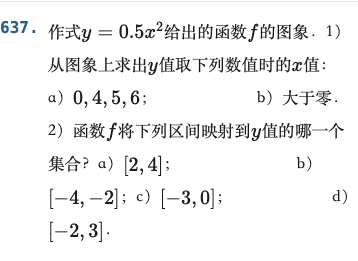 637. 作式y = 0.5x²给出的函数f的图象. 1)
从图象上求出y值取下列数值时的x值:
a) 0, 4, 5, 6; b) 大于零.
2) 函数f将下列区间映射到y值的哪一个
集合? a) [2, 4]; b)
[−4, −2]; c) [−3, 0]; d)
[−2, 3].